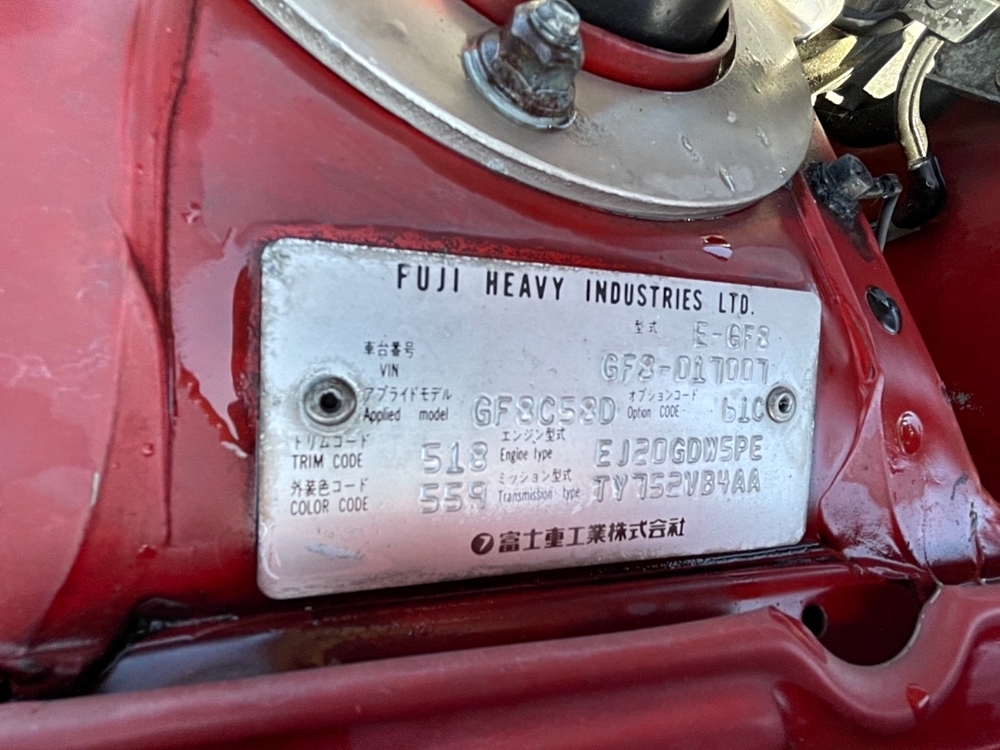 FUJI HEAVY INDUSTRIES LTD.
型式 E-GF8
車台番号
VIN GF8-017007
アプライドモデル オプションコード
Applied model GF8C58D Option CODE 61C
トリムコード エンジン型式
TRIM CODE 518 Engine type EJ20GDW5PE
外装色コード ミッション型式
COLOR CODE 559 Transmission type TY752VB4AA
富士重工業株式会社